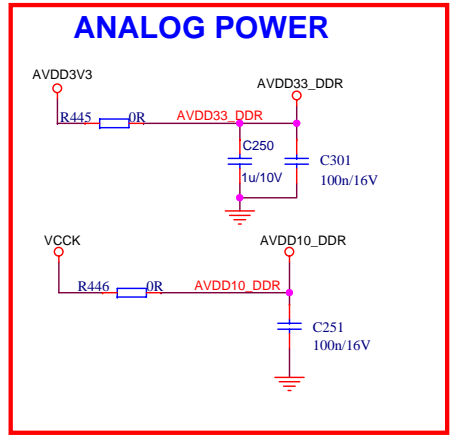 ANALOG POWER
AVDD3V3
AVDD33_DDR
R445 0R AVDD33_DDR
C250
1u/10V
C301
100n/16V
VCCK
AVDD10_DDR
R446 0R AVDD10_DDR
C251
100n/16V